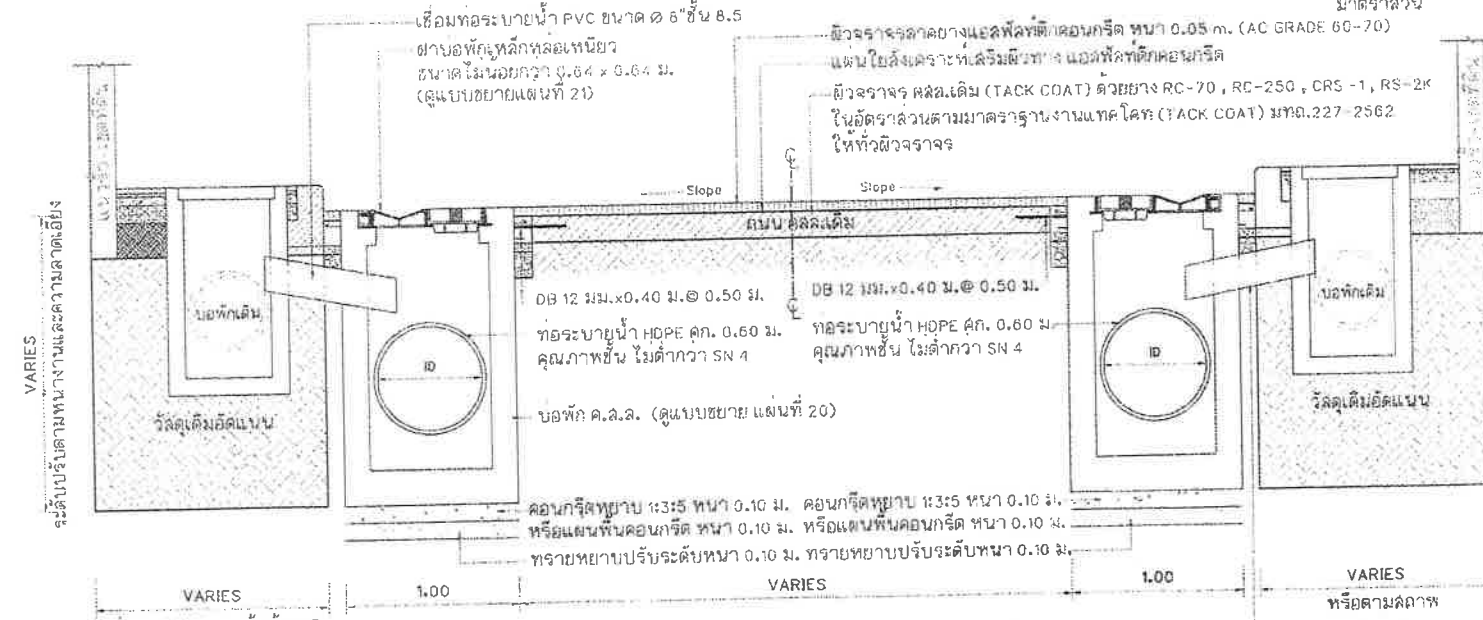 มาตราส่วน
เชื่อมท่อระบายน้ำ PVC ขนาด Ø 8"ชั้น 8.5
ฝาบ่อพักเหล็กหล่อเหนียว
ขนาดไม่น้อยกว่า 0.64 x 0.64 ม.
(ดูแบบขยายแผ่นที่ 21)
ผิวจราจรลาดยางแอสฟัลท์ติกคอนกรีต หนา 0.05 m. (AC GRADE 60-70)
แผ่นใยสังเคราะห์เสริมผิวทาง แอสฟัลท์ติกคอนกรีต
ผิวจราจร คสล.เดิม (TACK COAT) ด้วยยาง RC-70 , RC-250 , CRS -1, RS-2K
ในอัตราส่วนตามมาตราฐานงานแทคโคท (TACK COAT) มทถ.227-2562
ให้ทั่วผิวจราจร
Slope
Slope
ถนน คสล.เดิม
บ่อพักเดิม
บ่อพักเดิม
DB 12 มม.x0.40 ม.@ 0.50 ม.
DB 12 มม.x0.40 ม.@ 0.50 ม.
ท่อระบายน้ำ HDPE ศก. 0.60 ม.
คุณภาพชั้น ไม่ต่ำกว่า SN 4
ท่อระบายน้ำ HDPE ศก. 0.60 ม.
คุณภาพชั้น ไม่ต่ำกว่า SN 4
ID
ID
VARIES
ระดับปรับตามหน้างานและความลาดเอียง
วัสดุเดิมอัดแน่น
วัสดุเดิมอัดแน่น
บ่อพัก ค.ส.ล. (ดูแบบขยาย แผ่นที่ 20)
คอนกรีตหยาบ 1:3:5 หนา 0.10 ม. คอนกรีตหยาบ 1:3:5 หนา 0.10 ม.
หรือแผ่นพื้นคอนกรีต หนา 0.10 ม. หรือแผ่นพื้นคอนกรีต หนา 0.10 ม.
ทรายหยาบปรับระดับหนา 0.10 ม. ทรายหยาบปรับระดับหนา 0.10 ม.
VARIES
1.00
VARIES
1.00
VARIES
หรือตามสภาพ